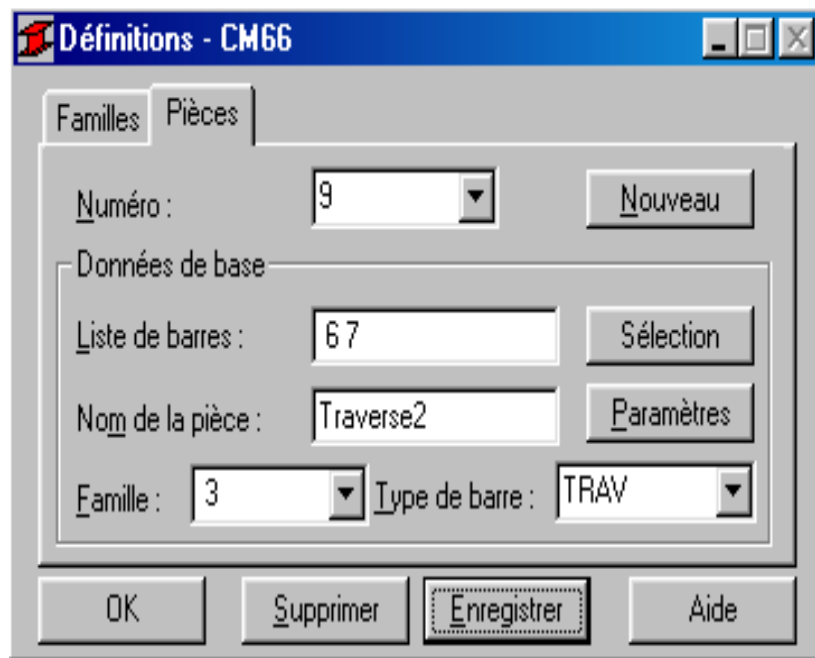 Définitions - CM66
Familles Pièces
Numéro : 9 Nouveau
Données de base
Liste de barres : 6 7 Sélection
Nom de la pièce : Traverse2 Paramètres
Famille : 3 Type de barre : TRAV
OK Supprimer Enregistrer Aide